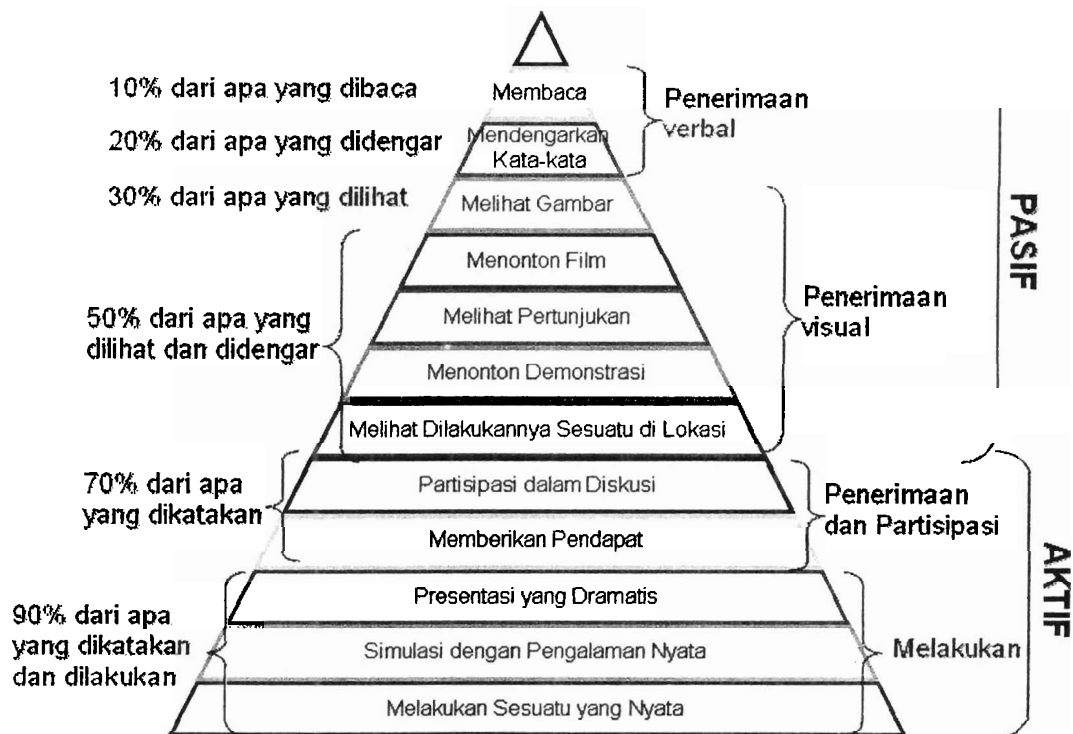 10% dari apa yang dibaca
Membaca
Penerimaan
verbal
20% dari apa yang didengar
Mendengarkan
Kata-kata
30% dari apa yang dilihat
Melihat Gambar
Menonton Film
50% dari apa yang
dilihat dan didengar
Melihat Pertunjukan
Penerimaan
visual
PASIF
Menonton Demonstrasi
Melihat Dilakukannya Sesuatu di Lokasi
70% dari apa
yang dikatakan
Partisipasi dalam Diskusi
Penerimaan
dan Partisipasi
Memberikan Pendapat
90% dari apa
yang dikatakan
dan dilakukan
Presentasi yang Dramatis
Simulasi dengan Pengalaman Nyata
Melakukan
AKTIF
Melakukan Sesuatu yang Nyata